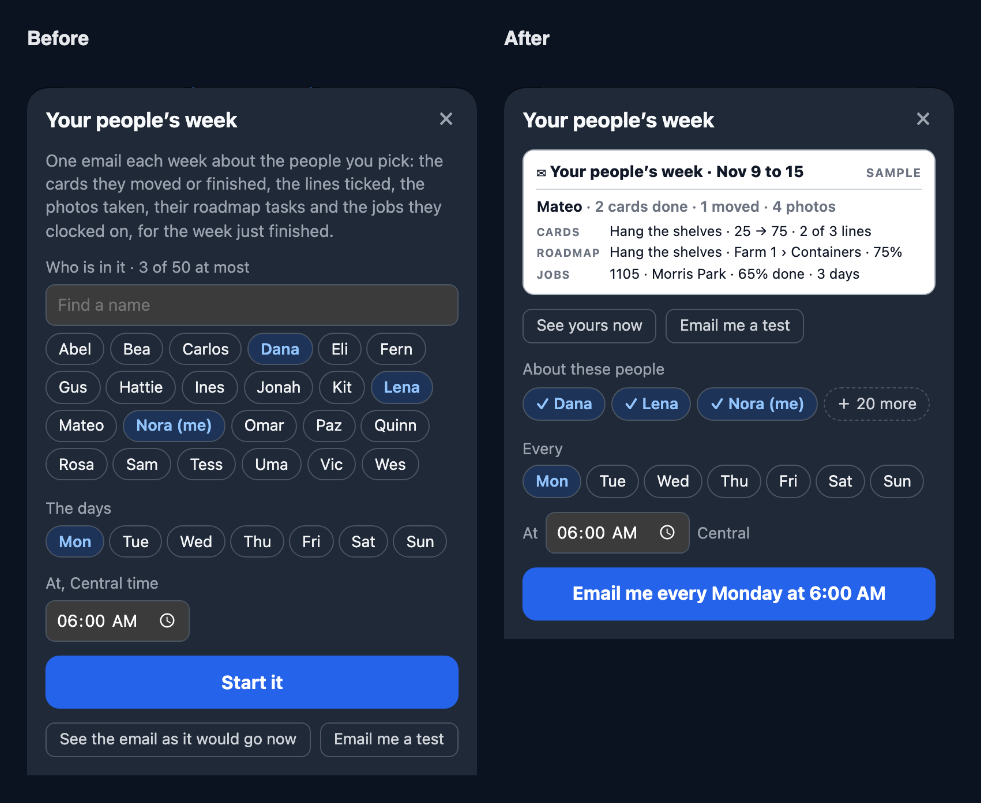 Before
Your people's week ×
One email each week about the people you pick: the
cards they moved or finished, the lines ticked, the
photos taken, their roadmap tasks and the jobs they
clocked on, for the week just finished.
Who is in it · 3 of 50 at most
Find a name
Abel Bea Carlos Dana Eli Fern
Gus Hattie Ines Jonah Kit Lena
Mateo Nora (me) Omar Paz Quinn
Rosa Sam Tess Uma Vic Wes
The days
Mon Tue Wed Thu Fri Sat Sun
At, Central time
06:00 AM
Start it
See the email as it would go now Email me a test
After
Your people's week ×
✉ Your people's week · Nov 9 to 15 SAMPLE
Mateo · 2 cards done · 1 moved · 4 photos
CARDS Hang the shelves · 25 → 75 · 2 of 3 lines
ROADMAP Hang the shelves · Farm 1 › Containers · 75%
JOBS 1105 · Morris Park · 65% done · 3 days
See yours now Email me a test
About these people
✓ Dana ✓ Lena ✓ Nora (me) + 20 more
Every
Mon Tue Wed Thu Fri Sat Sun
At 06:00 AM Central
Email me every Monday at 6:00 AM